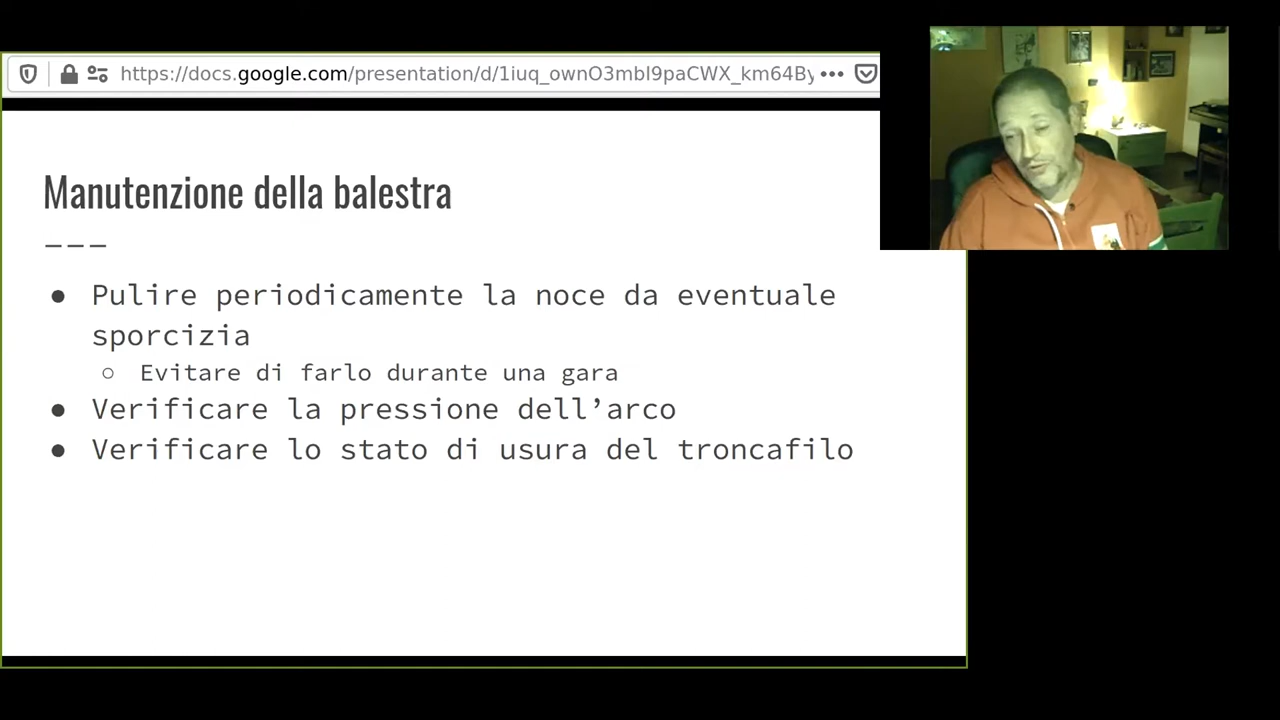 https://docs.google.com/presentation/d/1iuq_ownO3mbl9paCWX_km64By
Manutenzione della balestra
———
● Pulire periodicamente la noce da eventuale
sporcizia
○ Evitare di farlo durante una gara
● Verificare la pressione dell’arco
● Verificare lo stato di usura del troncafilo